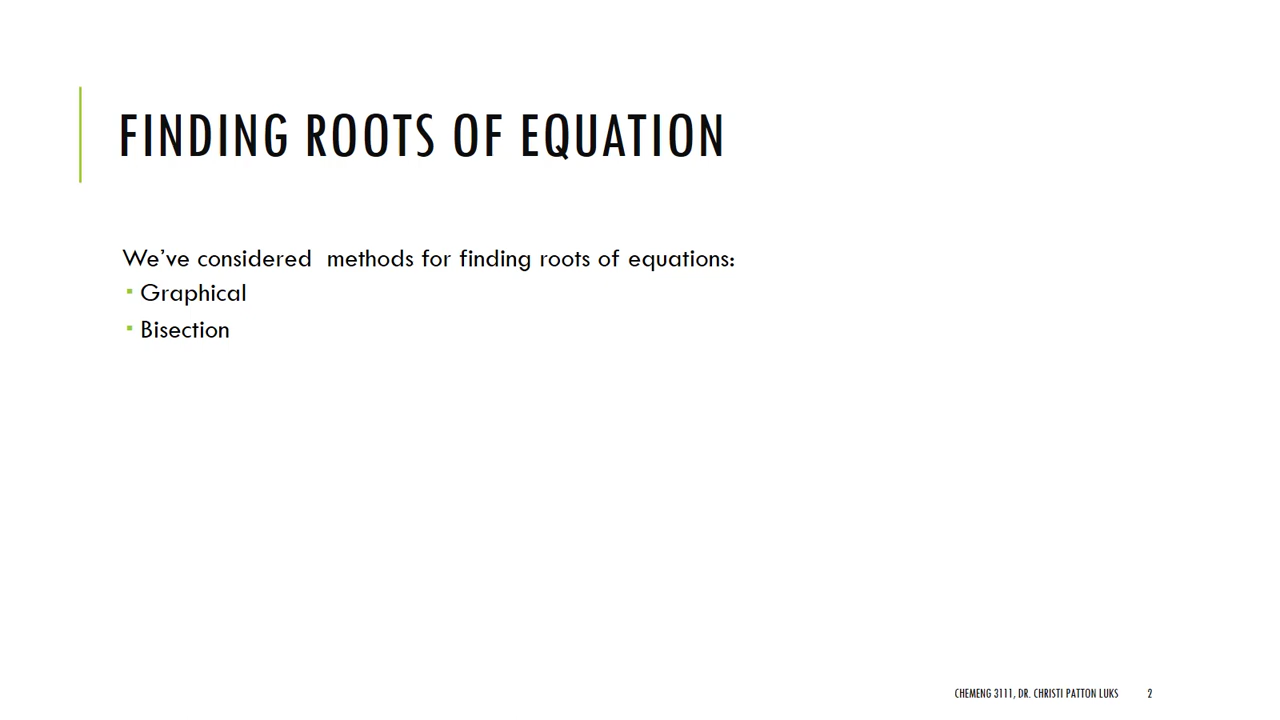 FINDING ROOTS OF EQUATION
We've considered  methods for finding roots of equations:
▪ Graphical
▪ Bisection
CHEMENG 3111, DR. CHRISTI PATTON LUKS 2